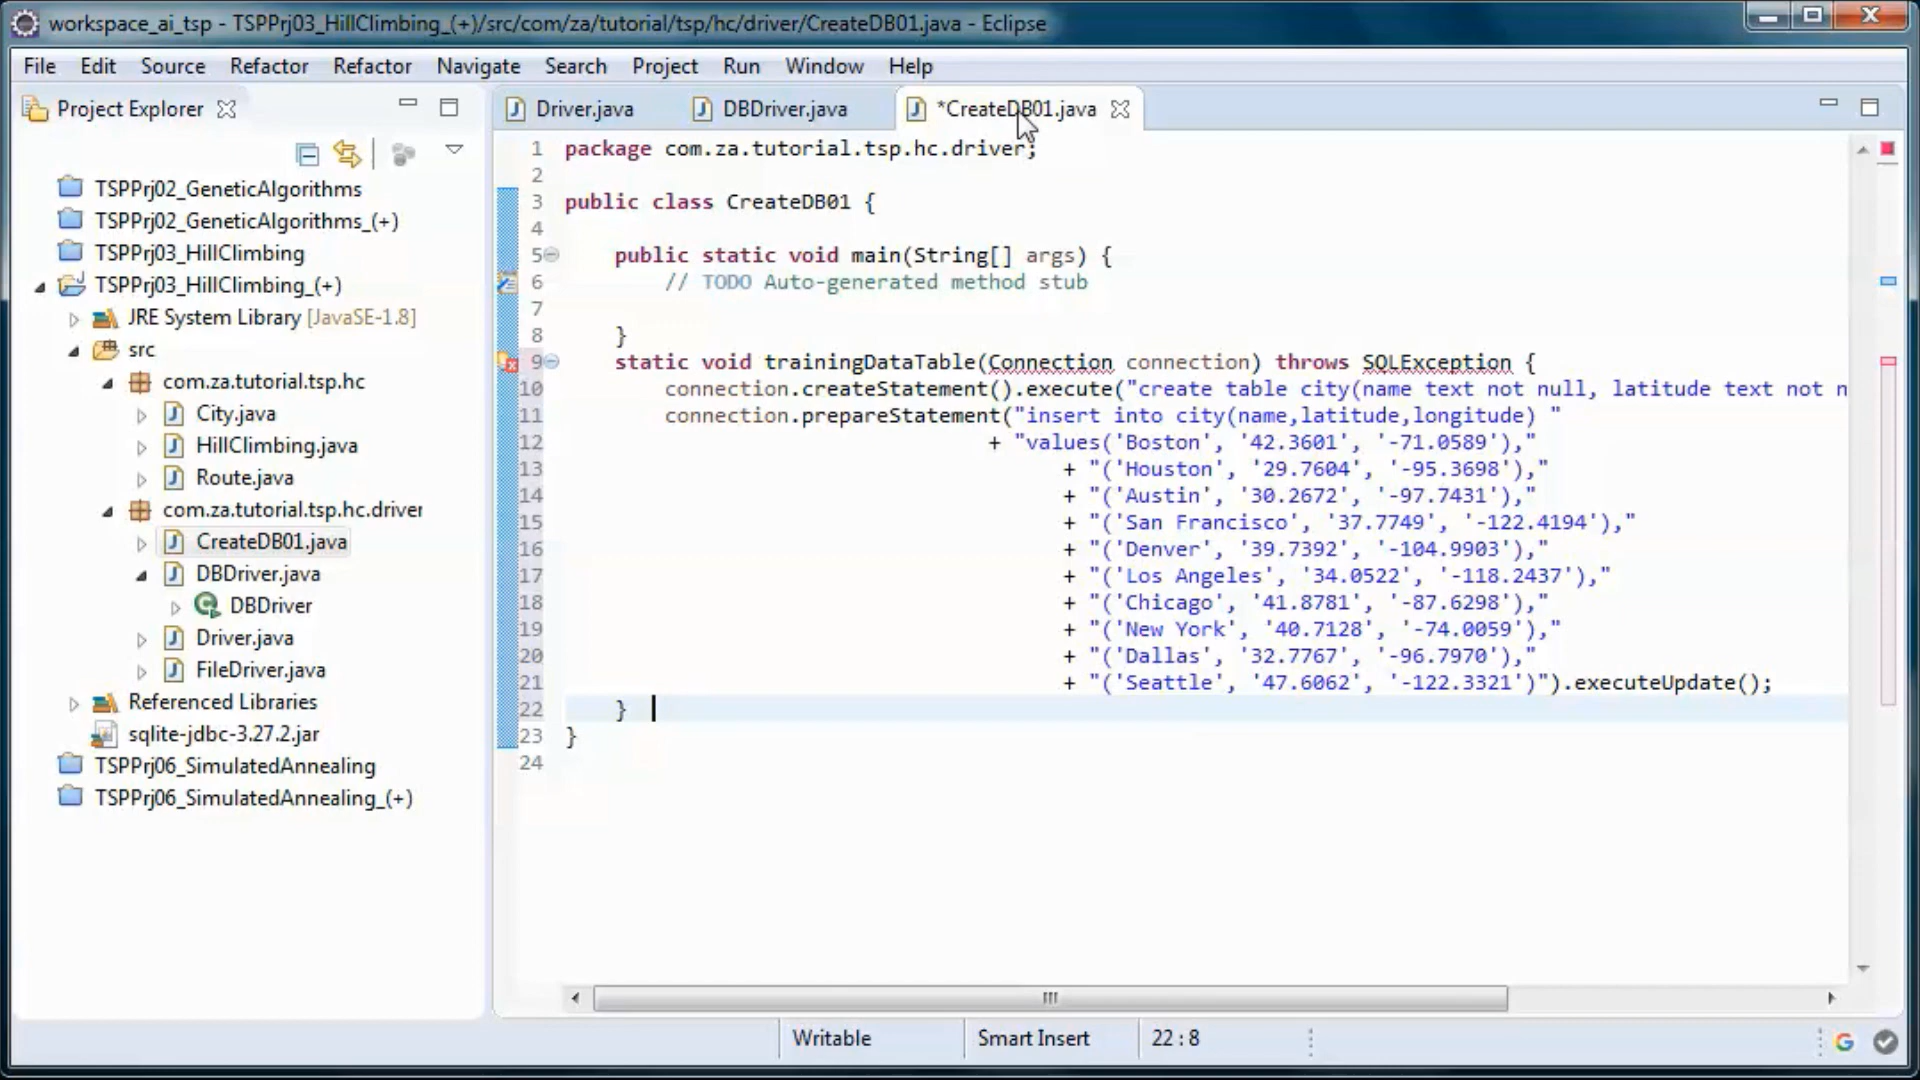 workspace_ai_tsp - TSPPrj03_HillClimbing_(+)/src/com/za/tutorial/tsp/hc/driver/CreateDB01.java - Eclipse
File Edit Source Refactor Refactor Navigate Search Project Run Window Help
Project Explorer
TSPPrj02_GeneticAlgorithms
TSPPrj02_GeneticAlgorithms_(+)
TSPPrj03_HillClimbing
TSPPrj03_HillClimbing_(+)
JRE System Library [JavaSE-1.8]
src
com.za.tutorial.tsp.hc
City.java
HillClimbing.java
Route.java
com.za.tutorial.tsp.hc.driver
CreateDB01.java
DBDriver.java
DBDriver
Driver.java
FileDriver.java
Referenced Libraries
sqlite-jdbc-3.27.2.jar
TSPPrj06_SimulatedAnnealing
TSPPrj06_SimulatedAnnealing_(+)
Driver.java DBDriver.java *CreateDB01.java
1 package com.za.tutorial.tsp.hc.driver;
2
3 public class CreateDB01 {
4
5 public static void main(String[] args) {
6 // TODO Auto-generated method stub
7
8 }
9 static void trainingDataTable(Connection connection) throws SQLException {
10 connection.createStatement().execute("create table city(name text not null, latitude text not n
11 connection.prepareStatement("insert into city(name,latitude,longitude) "
12 + "values('Boston', '42.3601', '-71.0589'),"
13 + "('Houston', '29.7604', '-95.3698'),"
14 + "('Austin', '30.2672', '-97.7431'),"
15 + "('San Francisco', '37.7749', '-122.4194'),"
16 + "('Denver', '39.7392', '-104.9903'),"
17 + "('Los Angeles', '34.0522', '-118.2437'),"
18 + "('Chicago', '41.8781', '-87.6298'),"
19 + "('New York', '40.7128', '-74.0059'),"
20 + "('Dallas', '32.7767', '-96.7970'),"
21 + "('Seattle', '47.6062', '-122.3321')").executeUpdate();
22 }
23 }
24
Writable Smart Insert 22 : 8